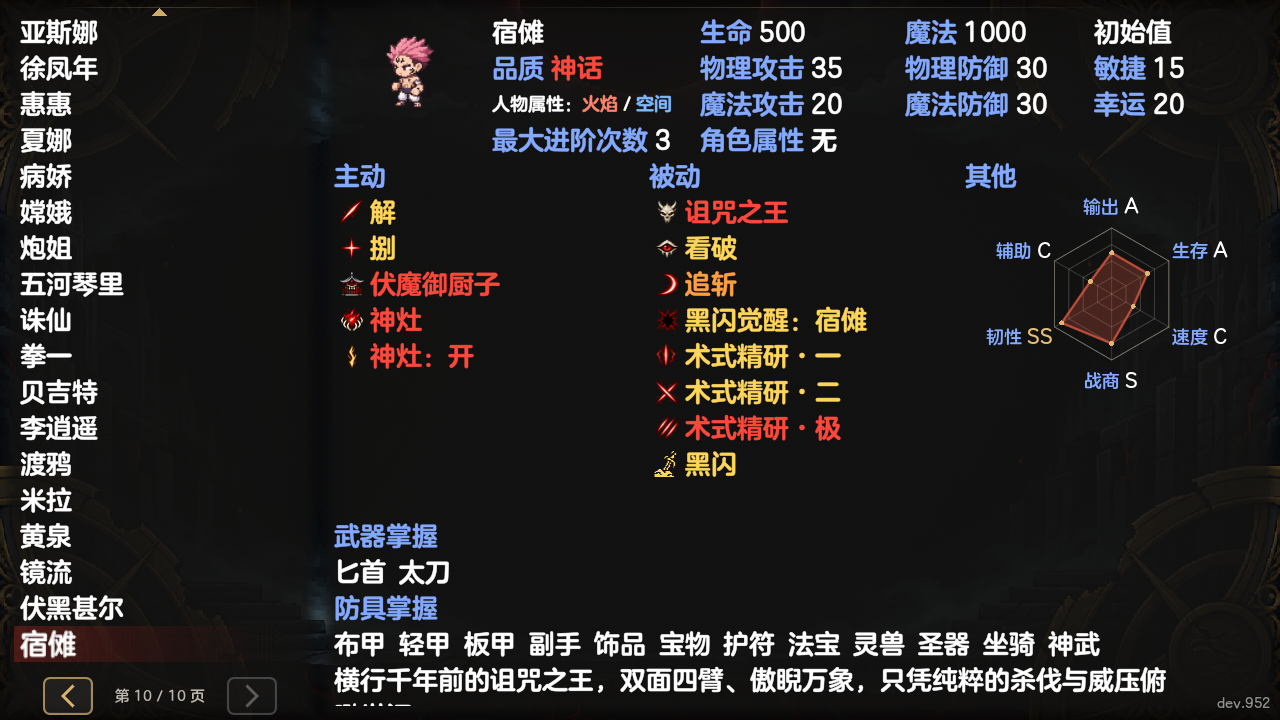 亚斯娜
徐凤年
惠惠
夏娜
病娇
嫦娥
炮姐
五河琴里
诛仙
拳一
贝吉特
李逍遥
渡鸦
米拉
黄泉
镜流
伏黑甚尔
宿傩
第 10 / 10 页
宿傩 生命 500 魔法 1000 初始值
品质 神话 物理攻击 35 物理防御 30 敏捷 15
人物属性：火焰 / 空间 魔法攻击 20 魔法防御 30 幸运 20
最大进阶次数 3 角色属性 无
主动
解
捌
伏魔御厨子
神灶
神灶：开
被动
诅咒之王
看破
追斩
黑闪觉醒：宿傩
术式精研·一
术式精研·二
术式精研·极
黑闪
其他
输出 A
辅助 C
生存 A
韧性 SS
速度 C
战商 S
武器掌握
匕首 太刀
防具掌握
布甲 轻甲 板甲 副手 饰品 宝物 护符 法宝 灵兽 圣器 坐骑 神武
横行千年前的诅咒之王，双面四臂、傲睨万象，只凭纯粹的杀伐与威压俯
dev.952